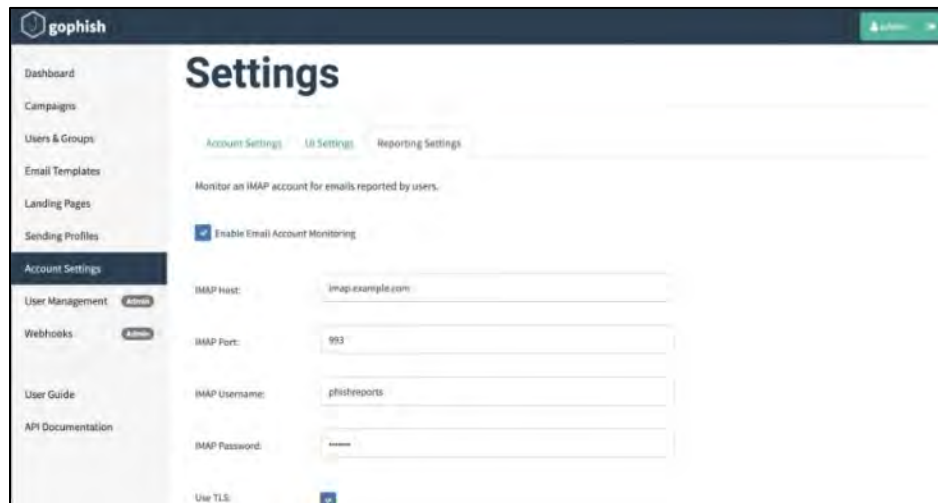 gophish
admin
Settings
Dashboard
Campaigns
Users & Groups
Email Templates
Landing Pages
Sending Profiles
Account Settings
User Management Admin
Webhooks Admin
User Guide
API Documentation
Account Settings UI Settings Reporting Settings
Monitor an IMAP account for emails reported by users.
Enable Email Account Monitoring
IMAP Host: imap.example.com
IMAP Port: 993
IMAP Username: phishreports
IMAP Password: •••••••
Use TLS: